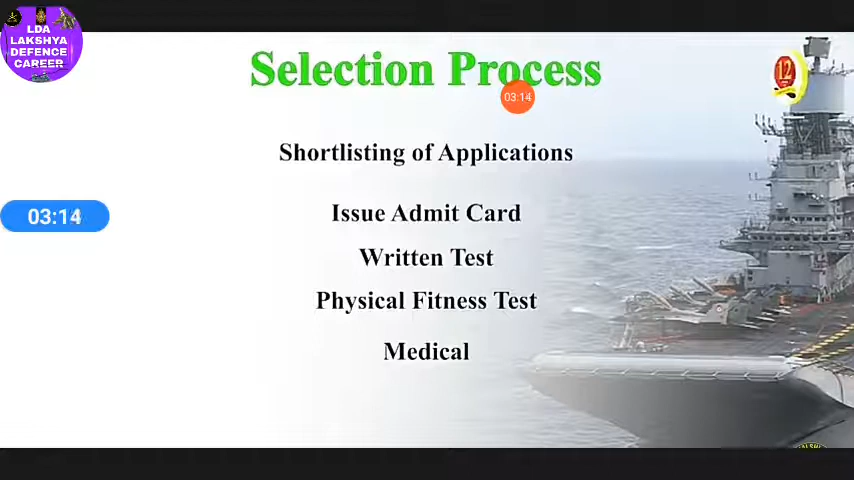 LDA
LAKSHYA
DEFENCE
CAREER
Selection Process
12
03:14
Shortlisting of Applications
03:14
Issue Admit Card
Written Test
Physical Fitness Test
Medical